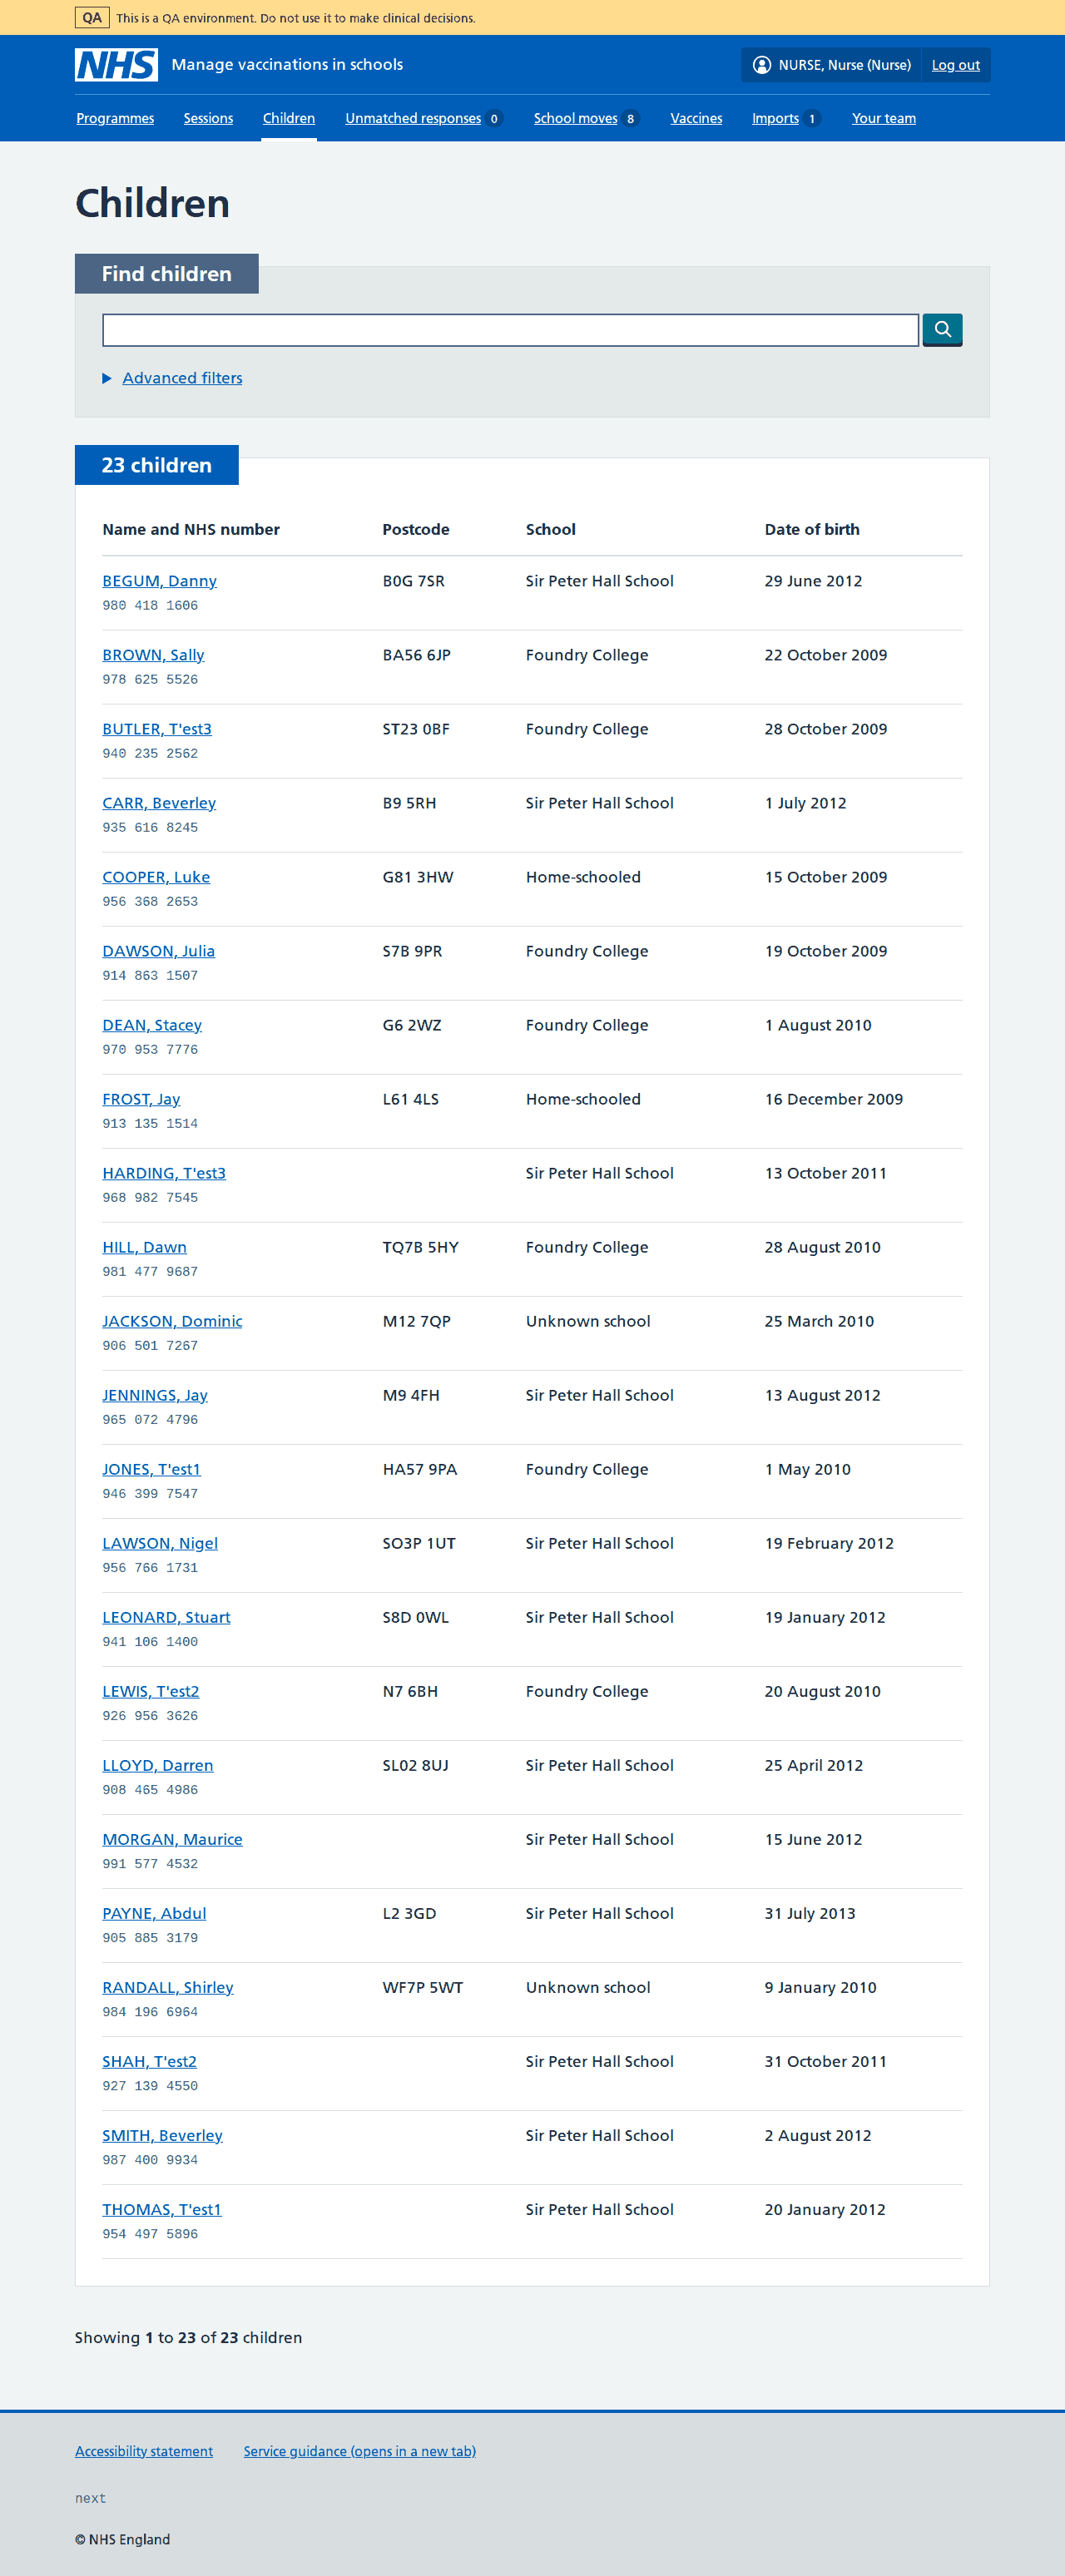 QA This is a QA environment. Do not use it to make clinical decisions.
NHS Manage vaccinations in schools NURSE, Nurse (Nurse) Log out
Programmes Sessions Children Unmatched responses 0 School moves 8 Vaccines Imports 1 Your team
Children
Find children
Advanced filters
23 children
Name and NHS number Postcode School Date of birth
BEGUM, Danny B0G 7SR Sir Peter Hall School 29 June 2012
980 418 1606
BROWN, Sally BA56 6JP Foundry College 22 October 2009
978 625 5526
BUTLER, T'est3 ST23 0BF Foundry College 28 October 2009
940 235 2562
CARR, Beverley B9 5RH Sir Peter Hall School 1 July 2012
935 616 8245
COOPER, Luke G81 3HW Home-schooled 15 October 2009
956 368 2653
DAWSON, Julia S7B 9PR Foundry College 19 October 2009
914 863 1507
DEAN, Stacey G6 2WZ Foundry College 1 August 2010
970 953 7776
FROST, Jay L61 4LS Home-schooled 16 December 2009
913 135 1514
HARDING, T'est3 Sir Peter Hall School 13 October 2011
968 982 7545
HILL, Dawn TQ7B 5HY Foundry College 28 August 2010
981 477 9687
JACKSON, Dominic M12 7QP Unknown school 25 March 2010
906 501 7267
JENNINGS, Jay M9 4FH Sir Peter Hall School 13 August 2012
965 072 4796
JONES, T'est1 HA57 9PA Foundry College 1 May 2010
946 399 7547
LAWSON, Nigel SO3P 1UT Sir Peter Hall School 19 February 2012
956 766 1731
LEONARD, Stuart S8D 0WL Sir Peter Hall School 19 January 2012
941 106 1400
LEWIS, T'est2 N7 6BH Foundry College 20 August 2010
926 956 3626
LLOYD, Darren SL02 8UJ Sir Peter Hall School 25 April 2012
908 465 4986
MORGAN, Maurice Sir Peter Hall School 15 June 2012
991 577 4532
PAYNE, Abdul L2 3GD Sir Peter Hall School 31 July 2013
905 885 3179
RANDALL, Shirley WF7P 5WT Unknown school 9 January 2010
984 196 6964
SHAH, T'est2 Sir Peter Hall School 31 October 2011
927 139 4550
SMITH, Beverley Sir Peter Hall School 2 August 2012
987 400 9934
THOMAS, T'est1 Sir Peter Hall School 20 January 2012
954 497 5896
Showing 1 to 23 of 23 children
Accessibility statement Service guidance (opens in a new tab)
next
© NHS England